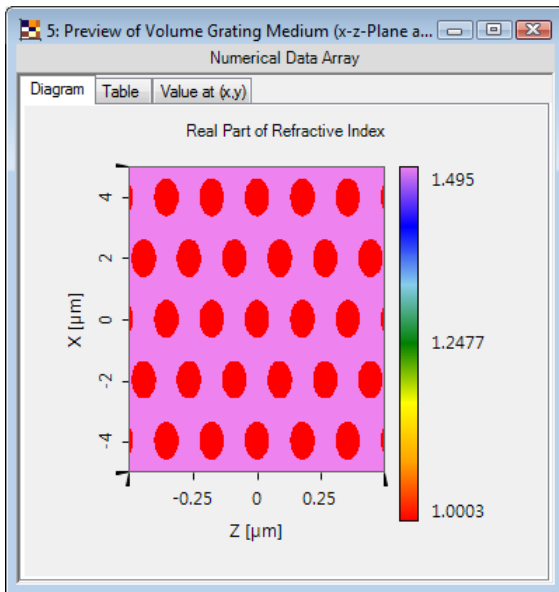 5: Preview of Volume Grating Medium (x-z-Plane a...
Numerical Data Array
Diagram Table Value at (x,y)
Real Part of Refractive Index
4
2
0
-2
-4
X [µm]
-0.25 0 0.25
Z [µm]
1.495
1.2477
1.0003